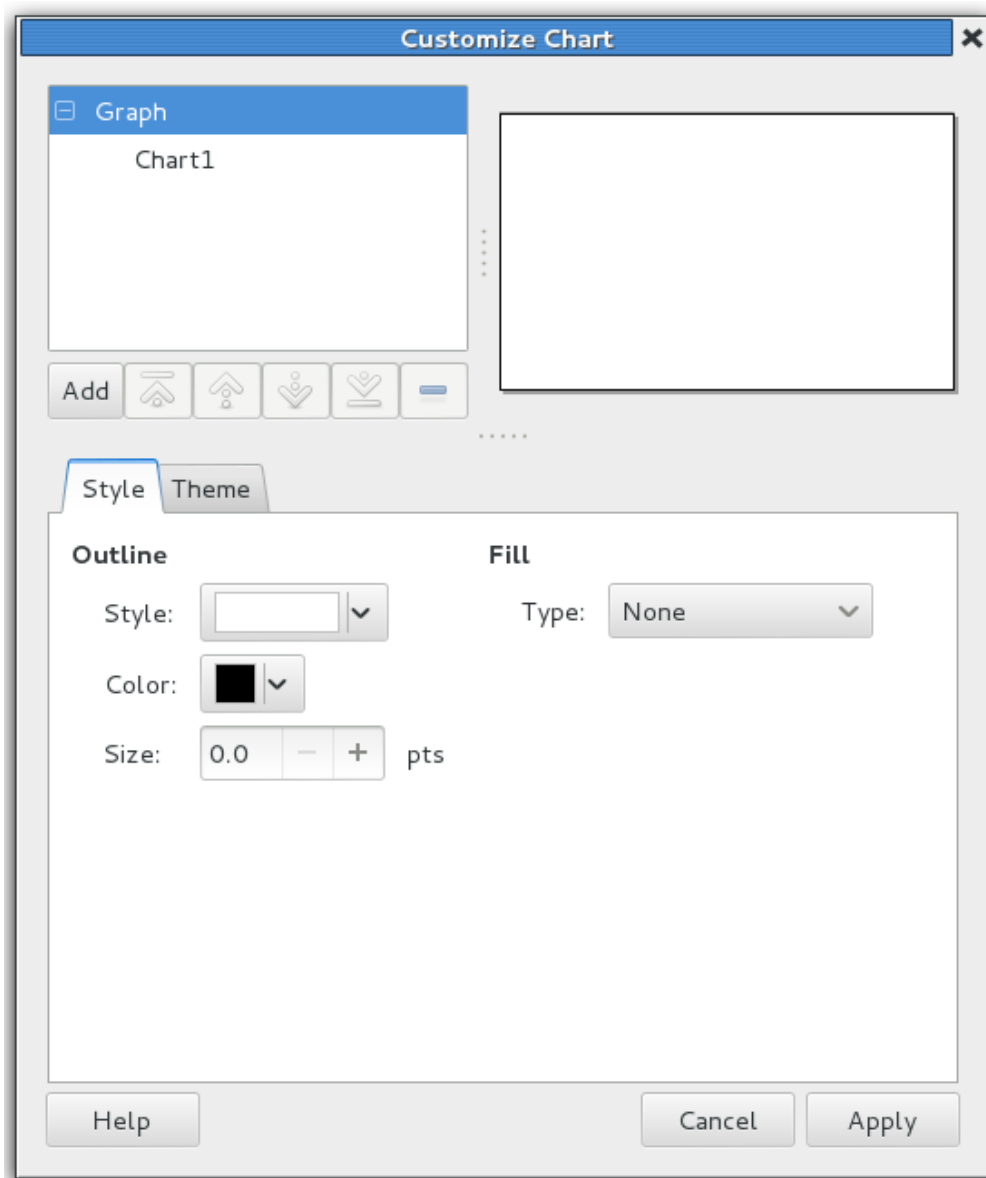 Customize Chart
Graph
Chart1
Add
Style Theme
Outline Fill
Style: Type: None
Color:
Size: 0.0 pts
Help Cancel Apply